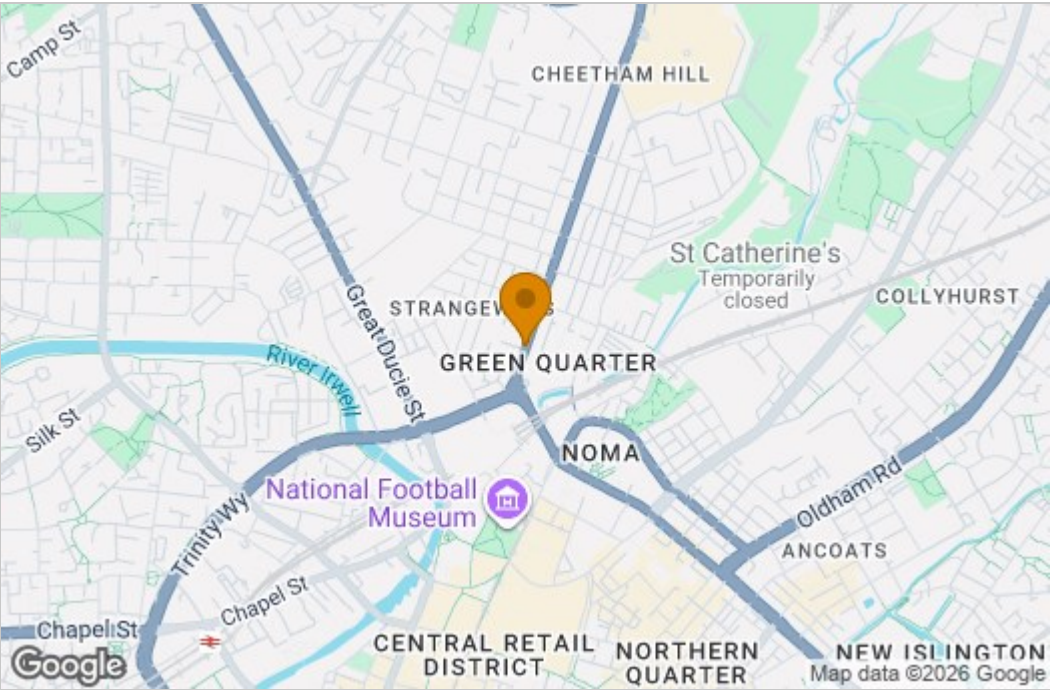 Camp St
CHEETHAM HILL
St Catherine's
Temporarily
closed
COLLYHURST
Great Ducie St
GREEN QUARTER
River Irwell
Silk St
NOMA
National Football
Museum
Oldham Rd
Trinity Wy
ANCOATS
Chapel St
Chapel St
CENTRAL RETAIL
DISTRICT
NORTHERN
QUARTER
NEW ISLINGTON
Google
Map data ©2026 Google